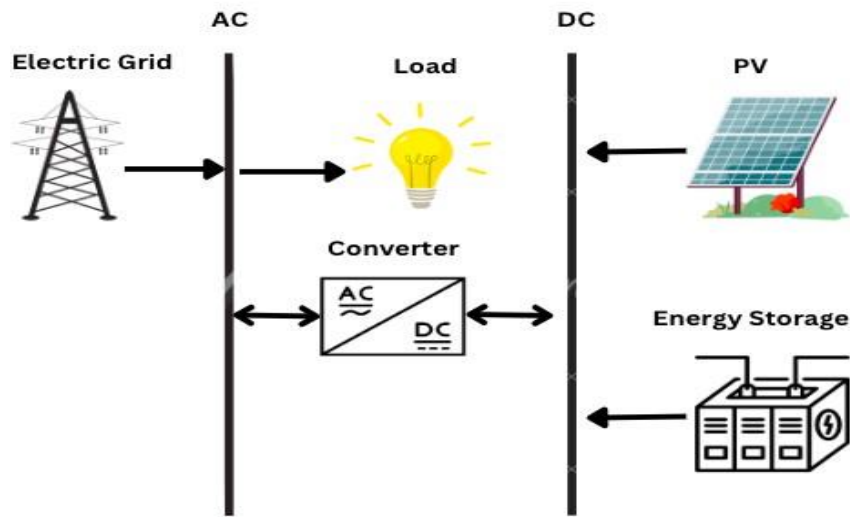 AC
DC
Electric Grid
Load
PV
Converter
AC
DC
Energy Storage